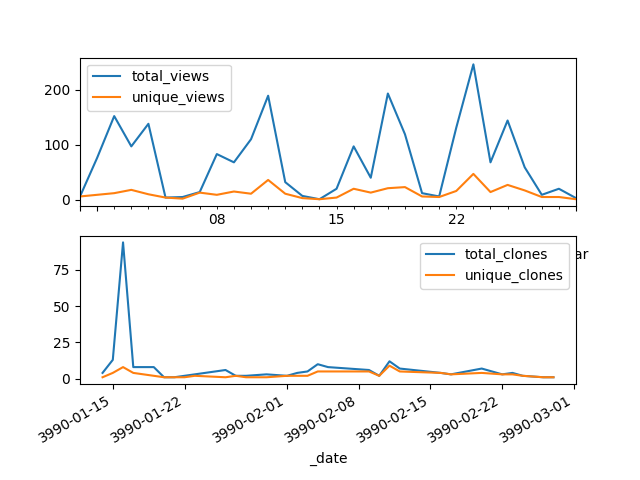 total_views
unique_views
200
100
0
08
15
22
ar
total_clones
unique_clones
75
50
25
0
3990-01-15
3990-01-22
3990-02-01
3990-02-08
3990-02-15
3990-02-22
3990-03-01
_date